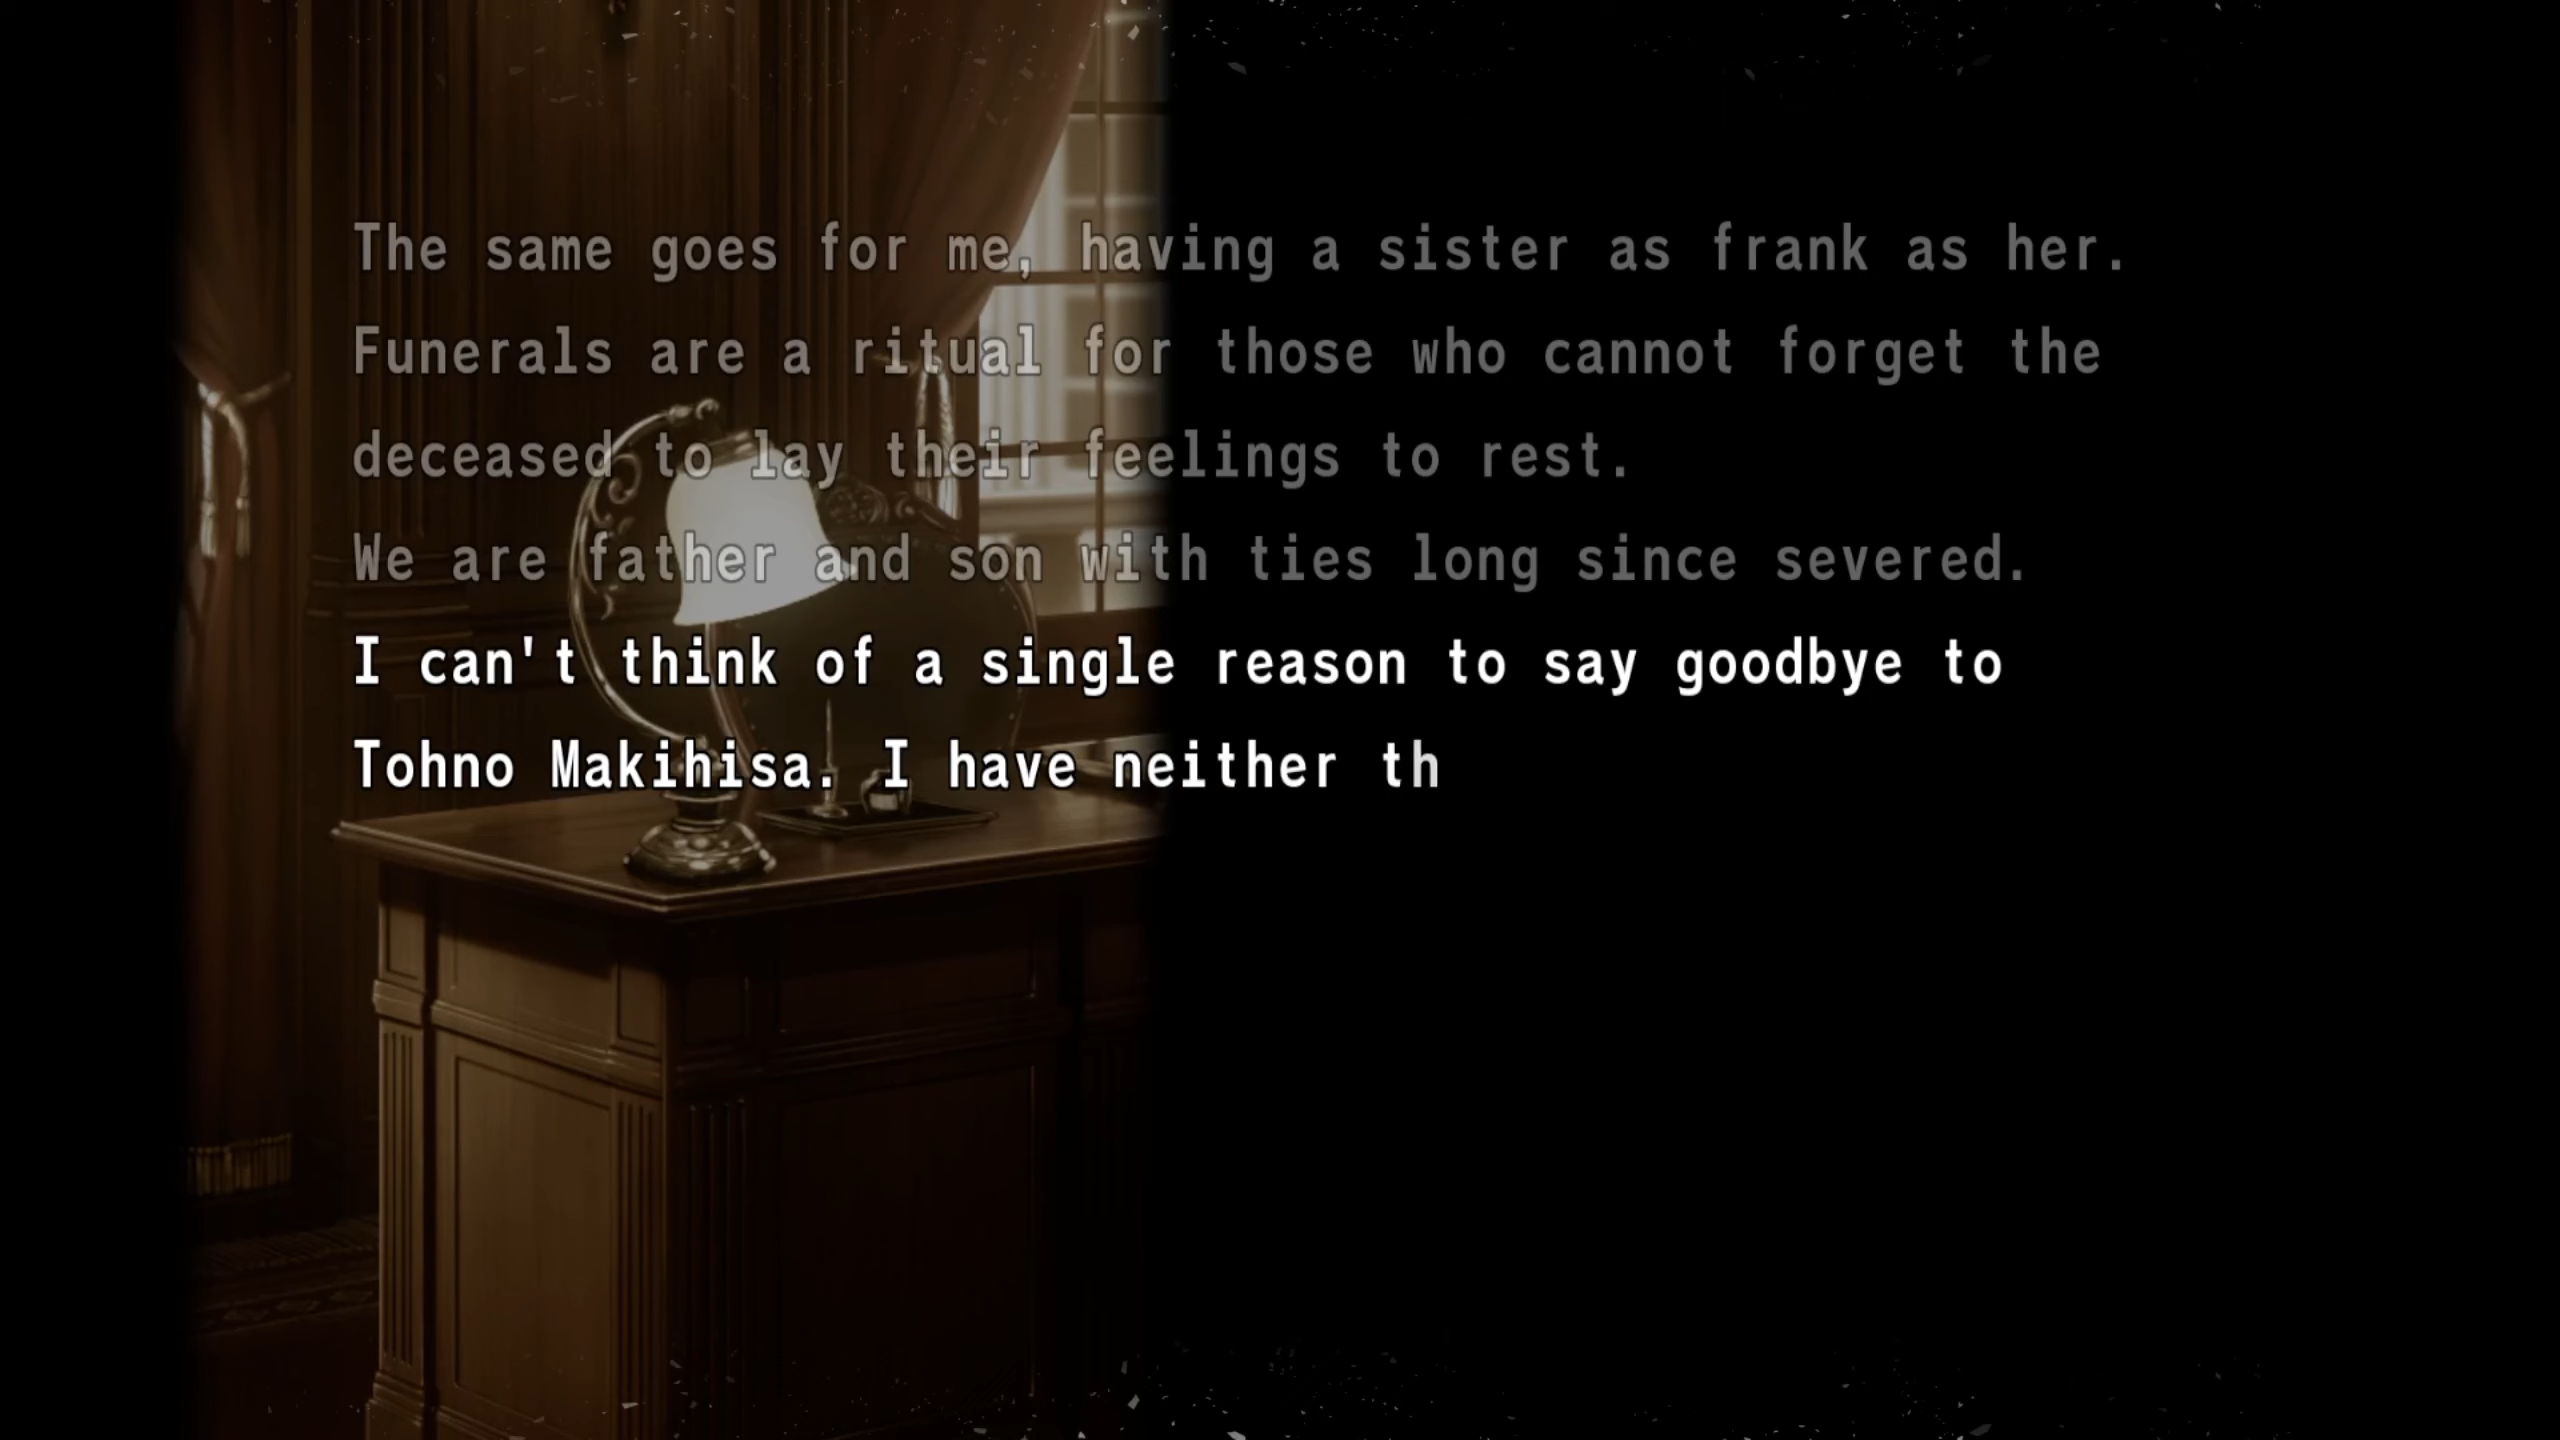 The same goes for me, having a sister as frank as her.
Funerals are a ritual for those who cannot forget the
deceased to lay their feelings to rest.
We are father and son with ties long since severed.
I can't think of a single reason to say goodbye to
Tohno Makihisa. I have neither th